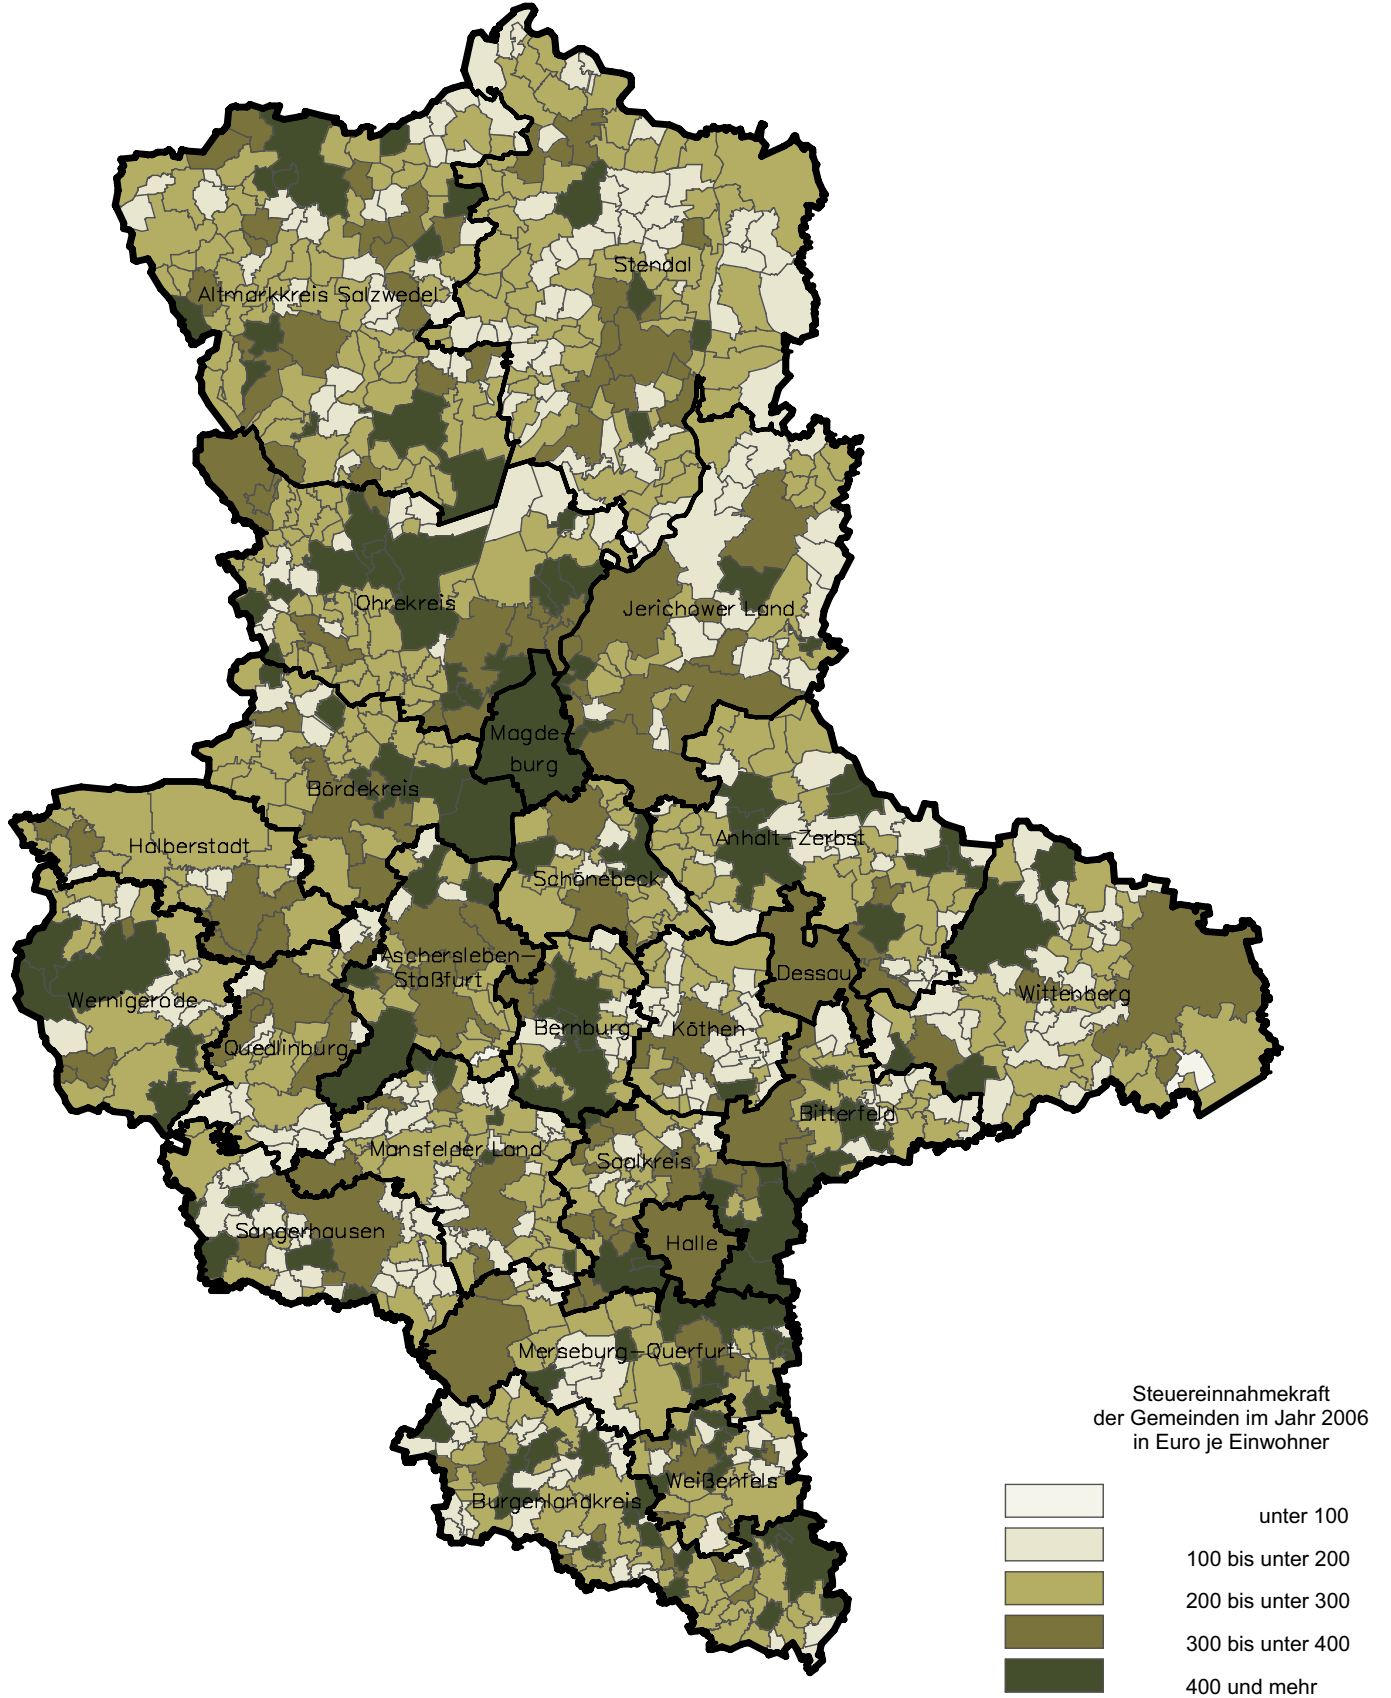 Stendal
Altmarkkreis Salzwedel
Ohrekreis
Jerichower Land
Magde-
burg
Bördekreis
Halberstadt
Anhalt-Zerbst
Schönebeck
Aschersleben-
Staßfurt
Dessau
Wittenberg
Wernigerode
Bernburg
Köthen
Quedlinburg
Bitterfeld
Mansfelder Land
Saalkreis
Sangerhausen
Halle
Merseburg-Querfurt
Weißenfels
Burgenlandkreis
Steuereinnahmekraft
der Gemeinden im Jahr 2006
in Euro je Einwohner
unter 100
100 bis unter 200
200 bis unter 300
300 bis unter 400
400 und mehr